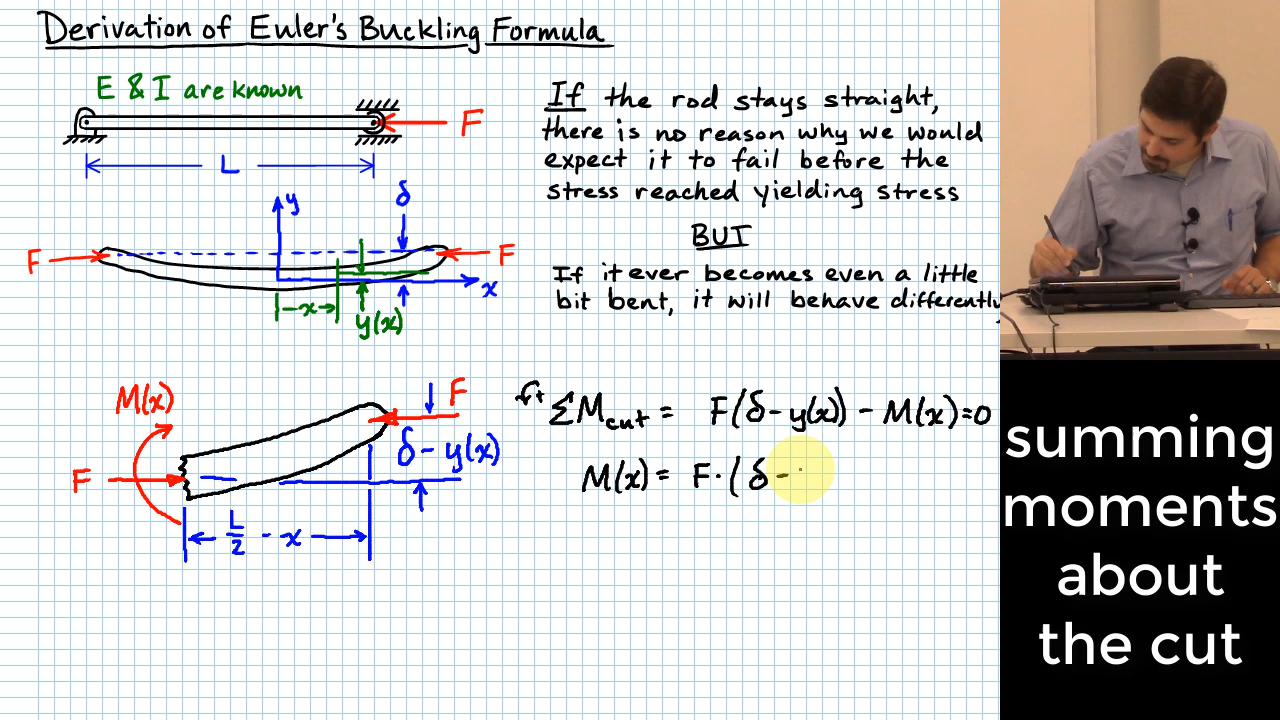 Derivation of Euler's Buckling Formula
E & I are known
F
L
If the rod stays straight,
there is no reason why we would
expect it to fail before the
stress reached yielding stress
BUT
If it ever becomes even a little
bit bent, it will behave differently
y
δ
F
F
x
x
y(x)
M(x)
F
δ - y(x)
F
L/2 - x
+ ΣMcut = F(δ - y(x)) - M(x)=0
M(x) = F·(δ -
summing
moments
about
the cut